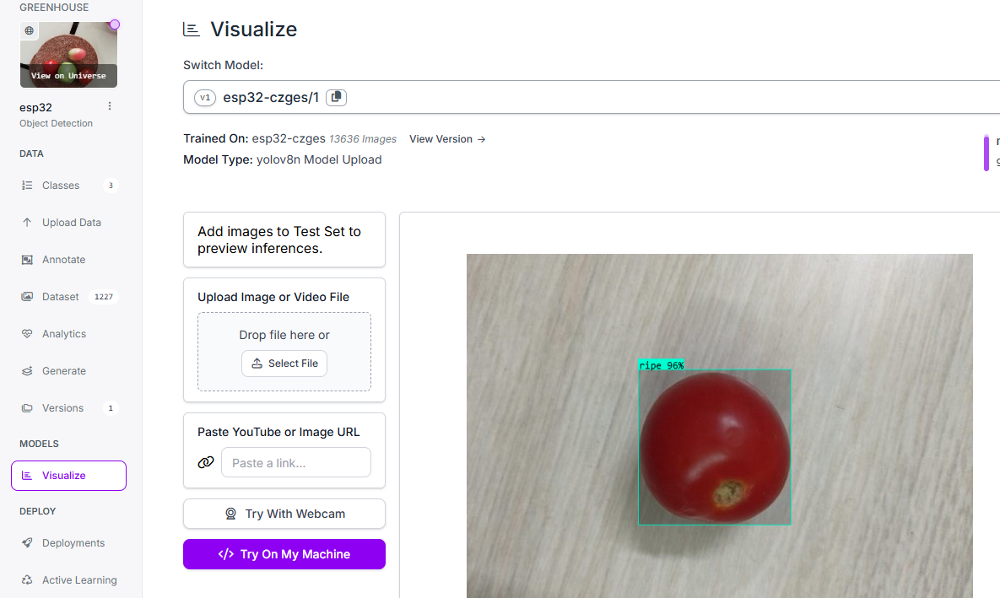 GREENHOUSE
View on Universe
esp32
Object Detection
DATA
Classes 3
Upload Data
Annotate
Dataset 1227
Analytics
Generate
Versions 1
MODELS
Visualize
DEPLOY
Deployments
Active Learning
Visualize
Switch Model:
v1 esp32-czges/1
Trained On: esp32-czges 13636 Images View Version →
Model Type: yolov8n Model Upload
Add images to Test Set to
preview inferences.
Upload Image or Video File
Drop file here or
Select File
Paste YouTube or Image URL
Paste a link...
Try With Webcam
</> Try On My Machine
ripe 96%